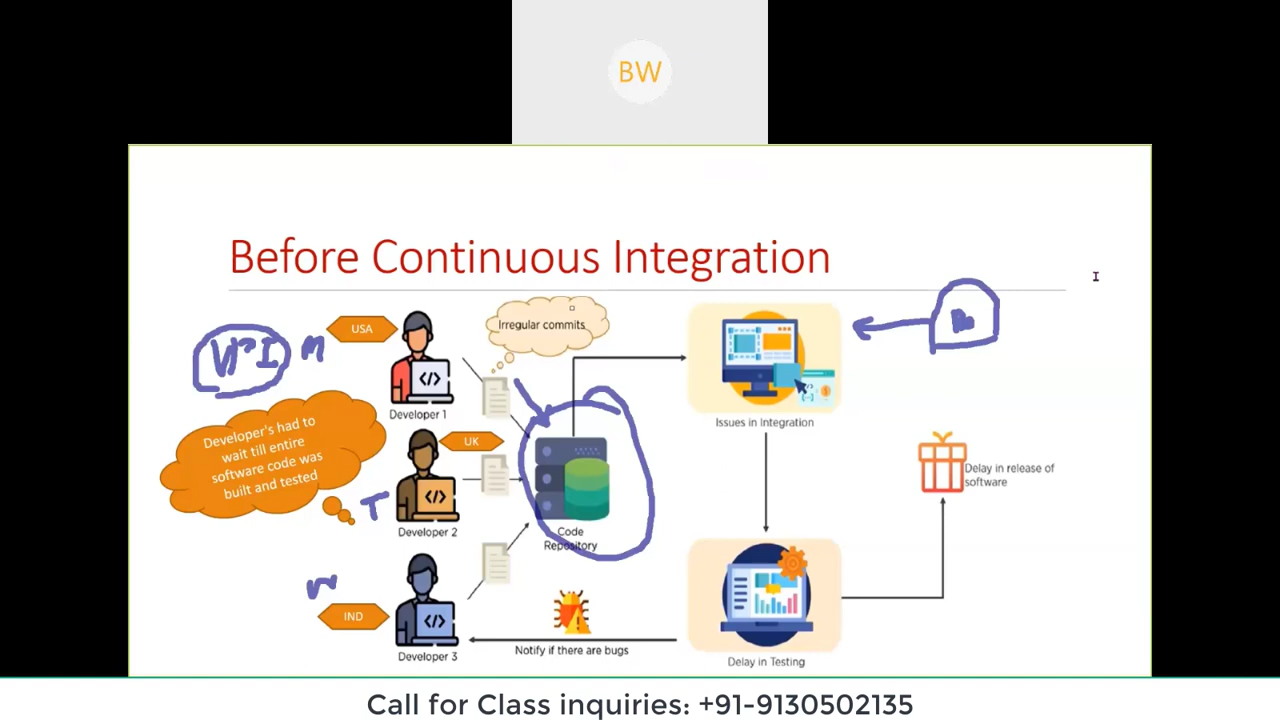 BW
Before Continuous Integration
USA
Irregular commits
UPI
M
</>
Developer 1
Issues in Integration
Developer's had to
wait till entire
software code was
built and tested
UK
T
</>
Developer 2
Code
Repository
Delay in release of
software
IND
</>
Developer 3
Notify if there are bugs
Delay in Testing
Call for Class inquiries: +91-9130502135